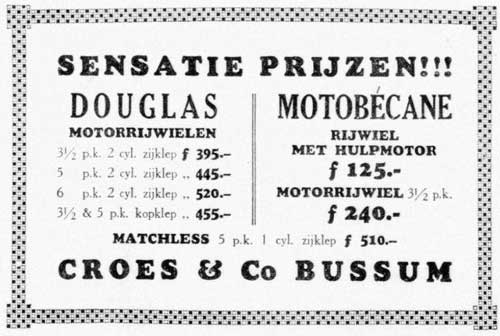 SENSATIE PRIJZEN!!!
DOUGLAS
MOTORRIJWIELEN
3½ p.k. 2 cyl. zijklep f 395.–
5 p.k. 2 cyl. zijklep „ 445.–
6 p.k. 2 cyl. zijklep „ 520.–
3½ & 5 p.k. kopklep „ 455.–
MOTOBÉCANE
RIJWIEL
MET HULPMOTOR
f 125.–
MOTORRIJWIEL 3½ p.k.
f 240.–
MATCHLESS 5 p.k. 1 cyl. zijklep f 510.–
CROES & Co BUSSUM